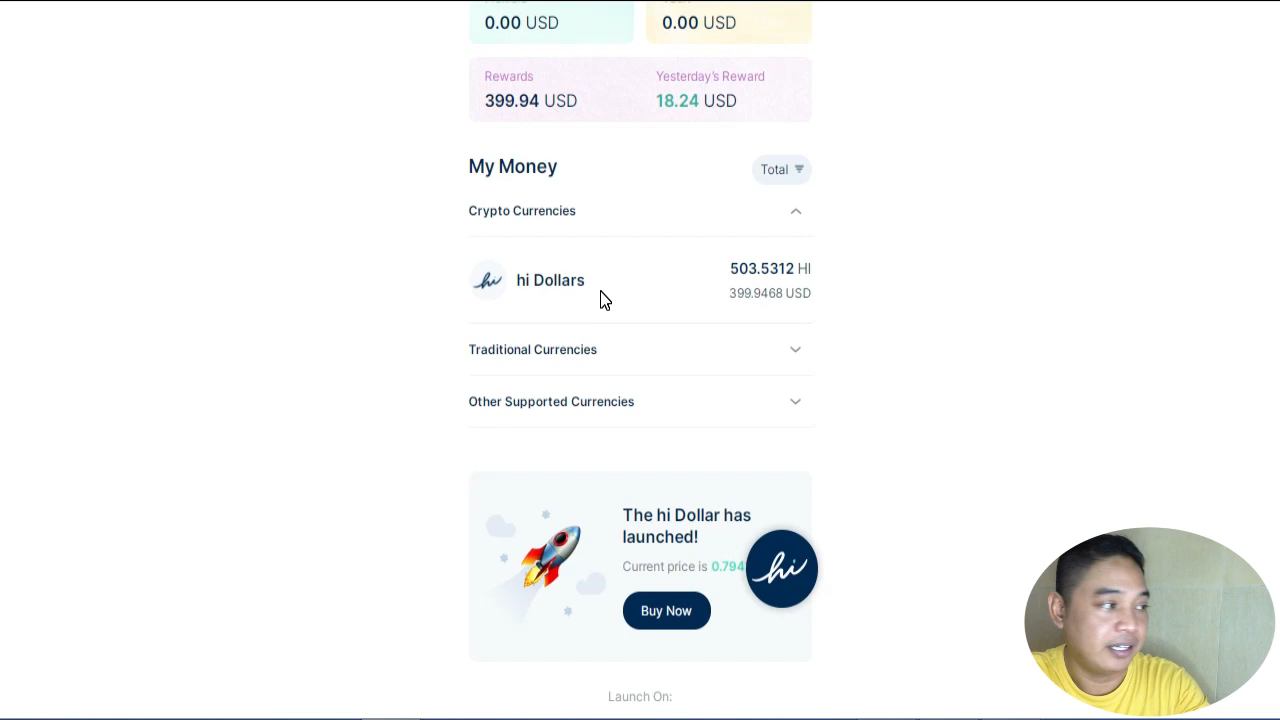 0.00 USD
0.00 USD
Rewards
Yesterday's Reward
399.94 USD
18.24 USD
My Money
Total
Crypto Currencies
hi
hi Dollars
503.5312 HI
399.9468 USD
Traditional Currencies
Other Supported Currencies
The hi Dollar has
launched!
Current price is 0.794
hi
Buy Now
Launch On: